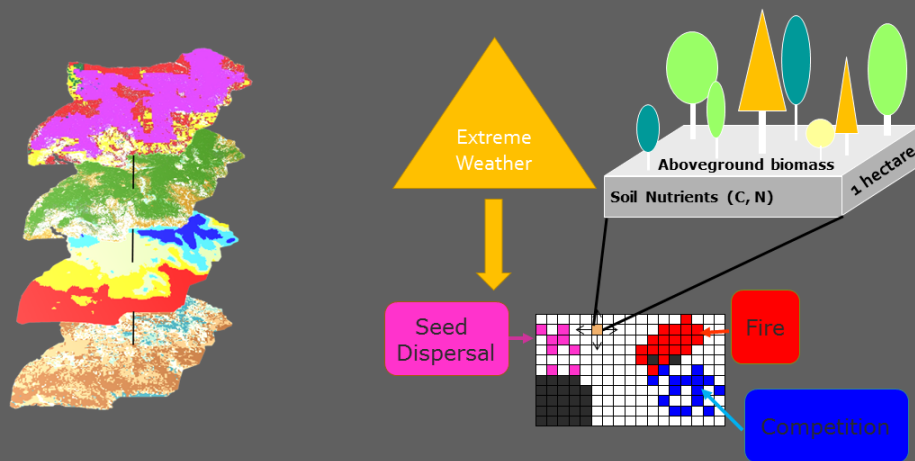 Extreme
Weather
Aboveground biomass
1 hectare
Soil Nutrients (C, N)
Seed
Dispersal
Fire
Competition